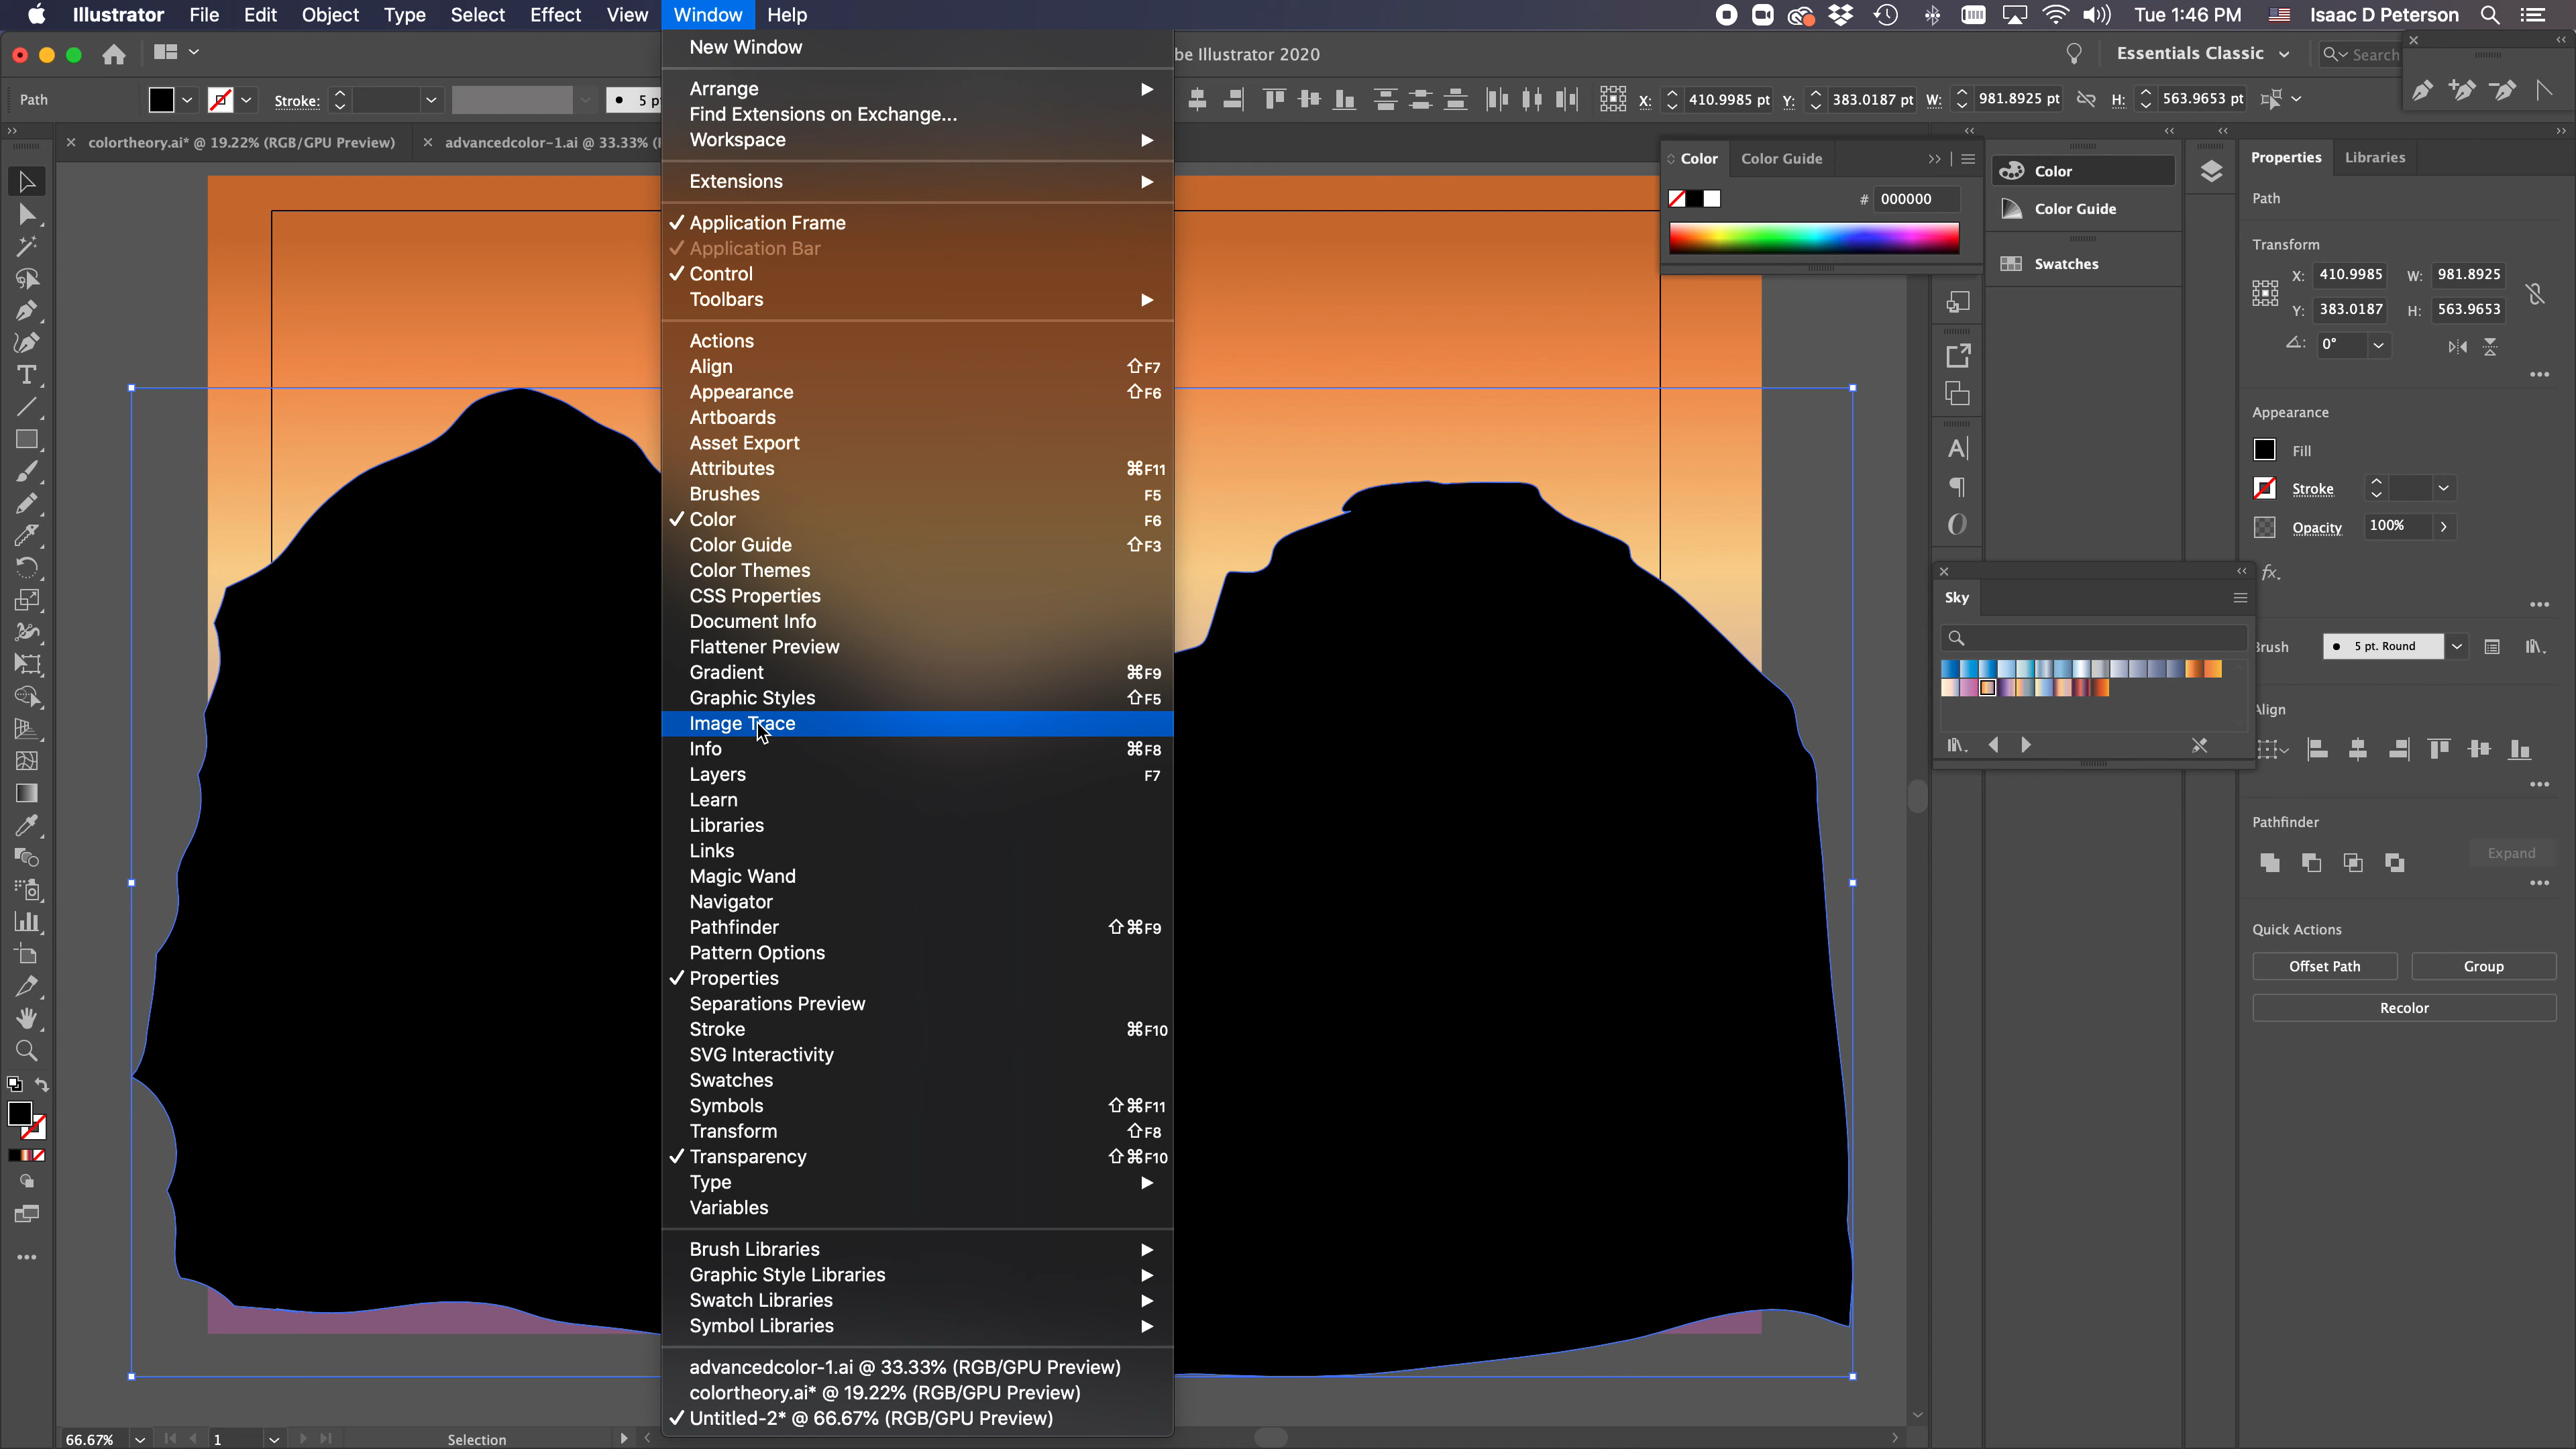 Illustrator File Edit Object Type Select Effect View Window Help Tue 1:46 PM Isaac D Peterson
be Illustrator 2020 Essentials Classic Search
Path Stroke: 5 p X: 410.9985 pt Y: 383.0187 pt W: 981.8925 pt H: 563.9653 pt
colortheory.ai* @ 19.22% (RGB/GPU Preview) advancedcolor-1.ai @ 33.33% (
New Window
Arrange
Find Extensions on Exchange...
Workspace
Extensions
Application Frame
Application Bar
Control
Toolbars
Actions
Align ⇧F7
Appearance ⇧F6
Artboards
Asset Export
Attributes ⌘F11
Brushes F5
Color F6
Color Guide ⇧F3
Color Themes
CSS Properties
Document Info
Flattener Preview
Gradient ⌘F9
Graphic Styles ⇧F5
Image Trace
Info ⌘F8
Layers F7
Learn
Libraries
Links
Magic Wand
Navigator
Pathfinder ⇧⌘F9
Pattern Options
Properties
Separations Preview
Stroke ⌘F10
SVG Interactivity
Swatches
Symbols ⇧⌘F11
Transform ⇧F8
Transparency ⇧⌘F10
Type
Variables
Brush Libraries
Graphic Style Libraries
Swatch Libraries
Symbol Libraries
advancedcolor-1.ai @ 33.33% (RGB/GPU Preview)
colortheory.ai* @ 19.22% (RGB/GPU Preview)
Untitled-2* @ 66.67% (RGB/GPU Preview)
Color Color Guide
# 000000
Color
Color Guide
Swatches
Sky
Properties Libraries
Path
Transform
X: 410.9985 W: 981.8925
Y: 383.0187 H: 563.9653
0°
Appearance
Fill
Stroke
Opacity 100%
fx.
Brush 5 pt. Round
Align
Pathfinder
Expand
Quick Actions
Offset Path Group
Recolor
66.67% 1 Selection